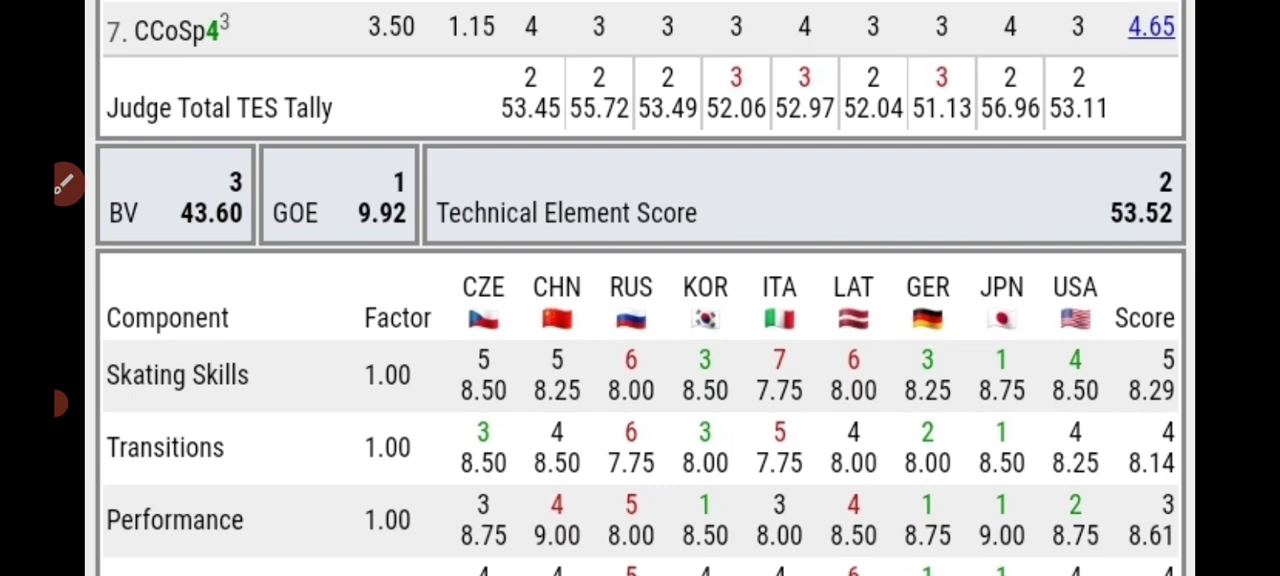 7. CCoSp4³ 3.50 1.15 4 3 3 3 4 3 3 4 3 4.65
2 2 2 3 3 2 3 2 2
Judge Total TES Tally 53.45 55.72 53.49 52.06 52.97 52.04 51.13 56.96 53.11
3 1 2
BV 43.60 GOE 9.92 Technical Element Score 53.52
CZE CHN RUS KOR ITA LAT GER JPN USA
Component Factor Score
5 5 6 3 7 6 3 1 4 5
Skating Skills 1.00 8.50 8.25 8.00 8.50 7.75 8.00 8.25 8.75 8.50 8.29
3 4 6 3 5 4 2 1 4 4
Transitions 1.00 8.50 8.50 7.75 8.00 7.75 8.00 8.00 8.50 8.25 8.14
3 4 5 1 3 4 1 1 2 3
Performance 1.00 8.75 9.00 8.00 8.50 8.00 8.50 8.75 9.00 8.75 8.61